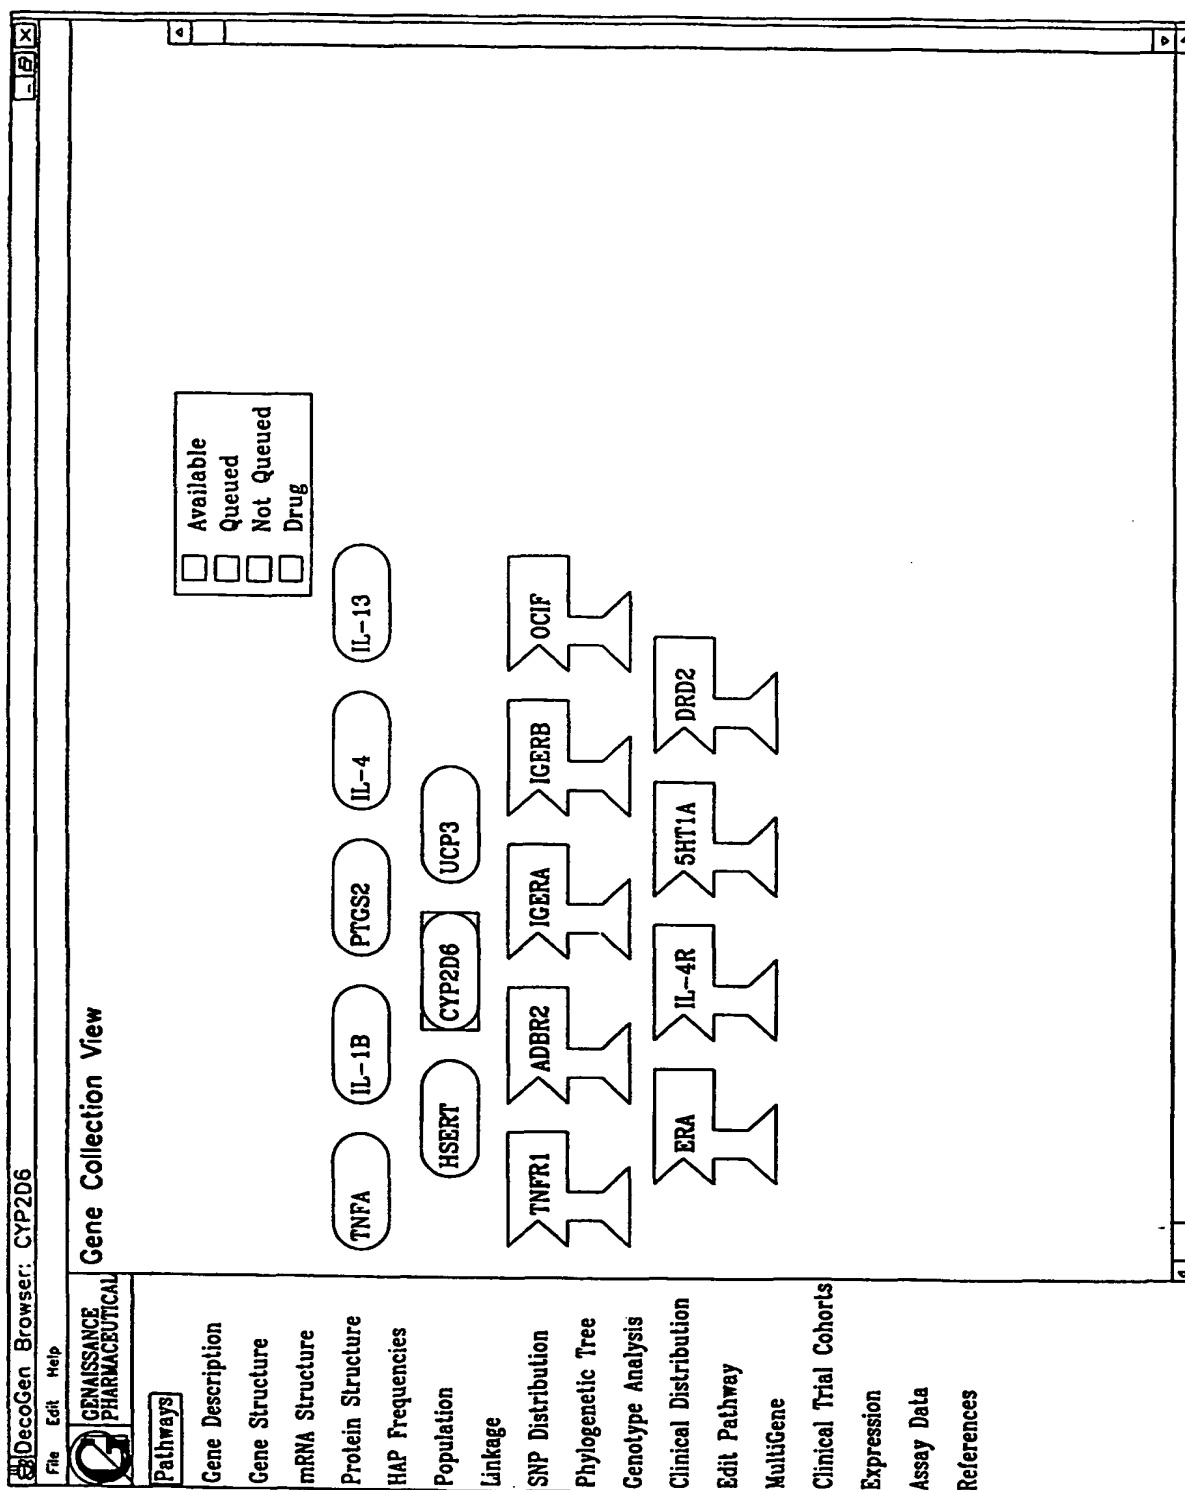 DecoGen Browser: CYP2D6
File Edit Help
GENAISSANCE
PHARMACEUTICAL
Gene Collection View
Pathways
Gene Description
Gene Structure
mRNA Structure
Protein Structure
HAP Frequencies
Population
Linkage
SNP Distribution
Phylogenetic Tree
Genotype Analysis
Clinical Distribution
Edit Pathway
MultiGene
Clinical Trial Cohorts
Expression
Assay Data
References
Available
Queued
Not Queued
Drug
TNFA IL-1B PTGS2 IL-4 IL-13
HSERT CYP2D6 UCP3
TNFR1 ADBR2 IGERA IGERB OCIF
ERA IL-4R 5HT1A DRD2